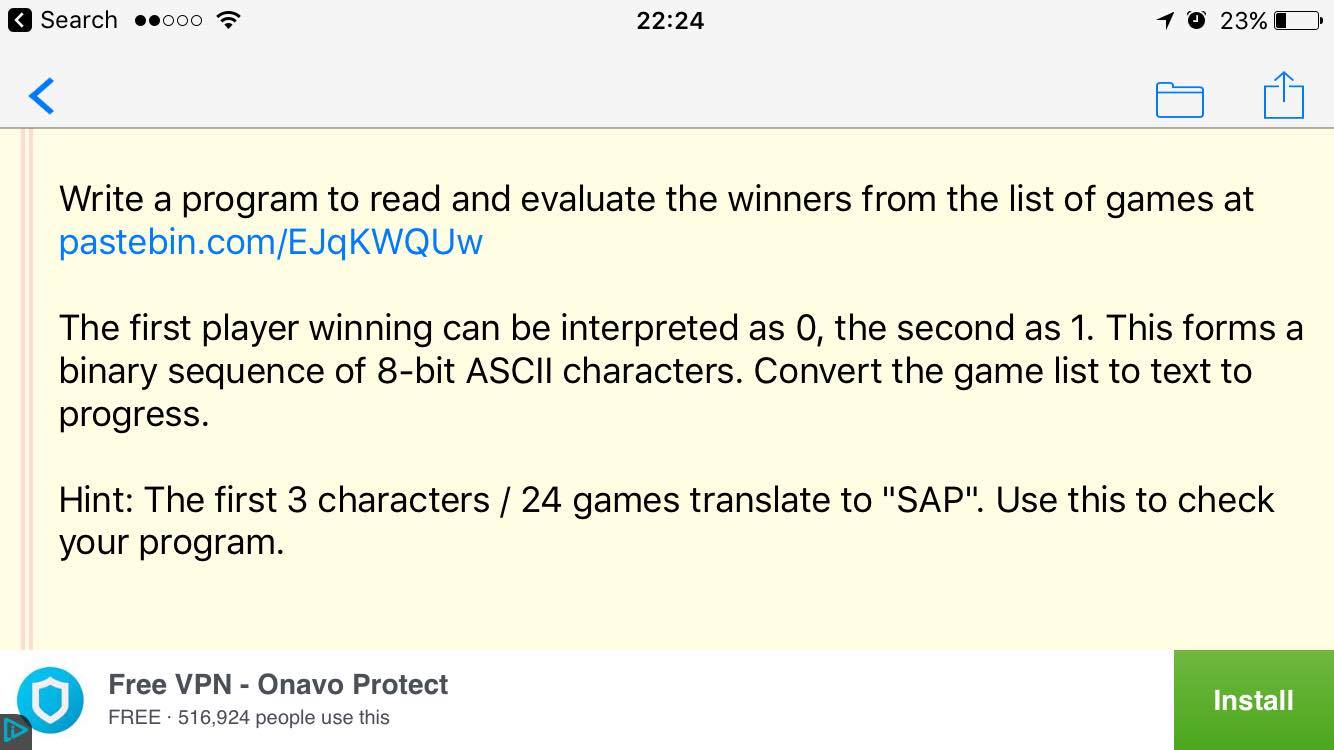 Search 22:24 23%
Write a program to read and evaluate the winners from the list of games at
pastebin.com/EJqKWQUw
The first player winning can be interpreted as 0, the second as 1. This forms a
binary sequence of 8-bit ASCII characters. Convert the game list to text to
progress.
Hint: The first 3 characters / 24 games translate to "SAP". Use this to check
your program.
Free VPN - Onavo Protect
FREE · 516,924 people use this
Install